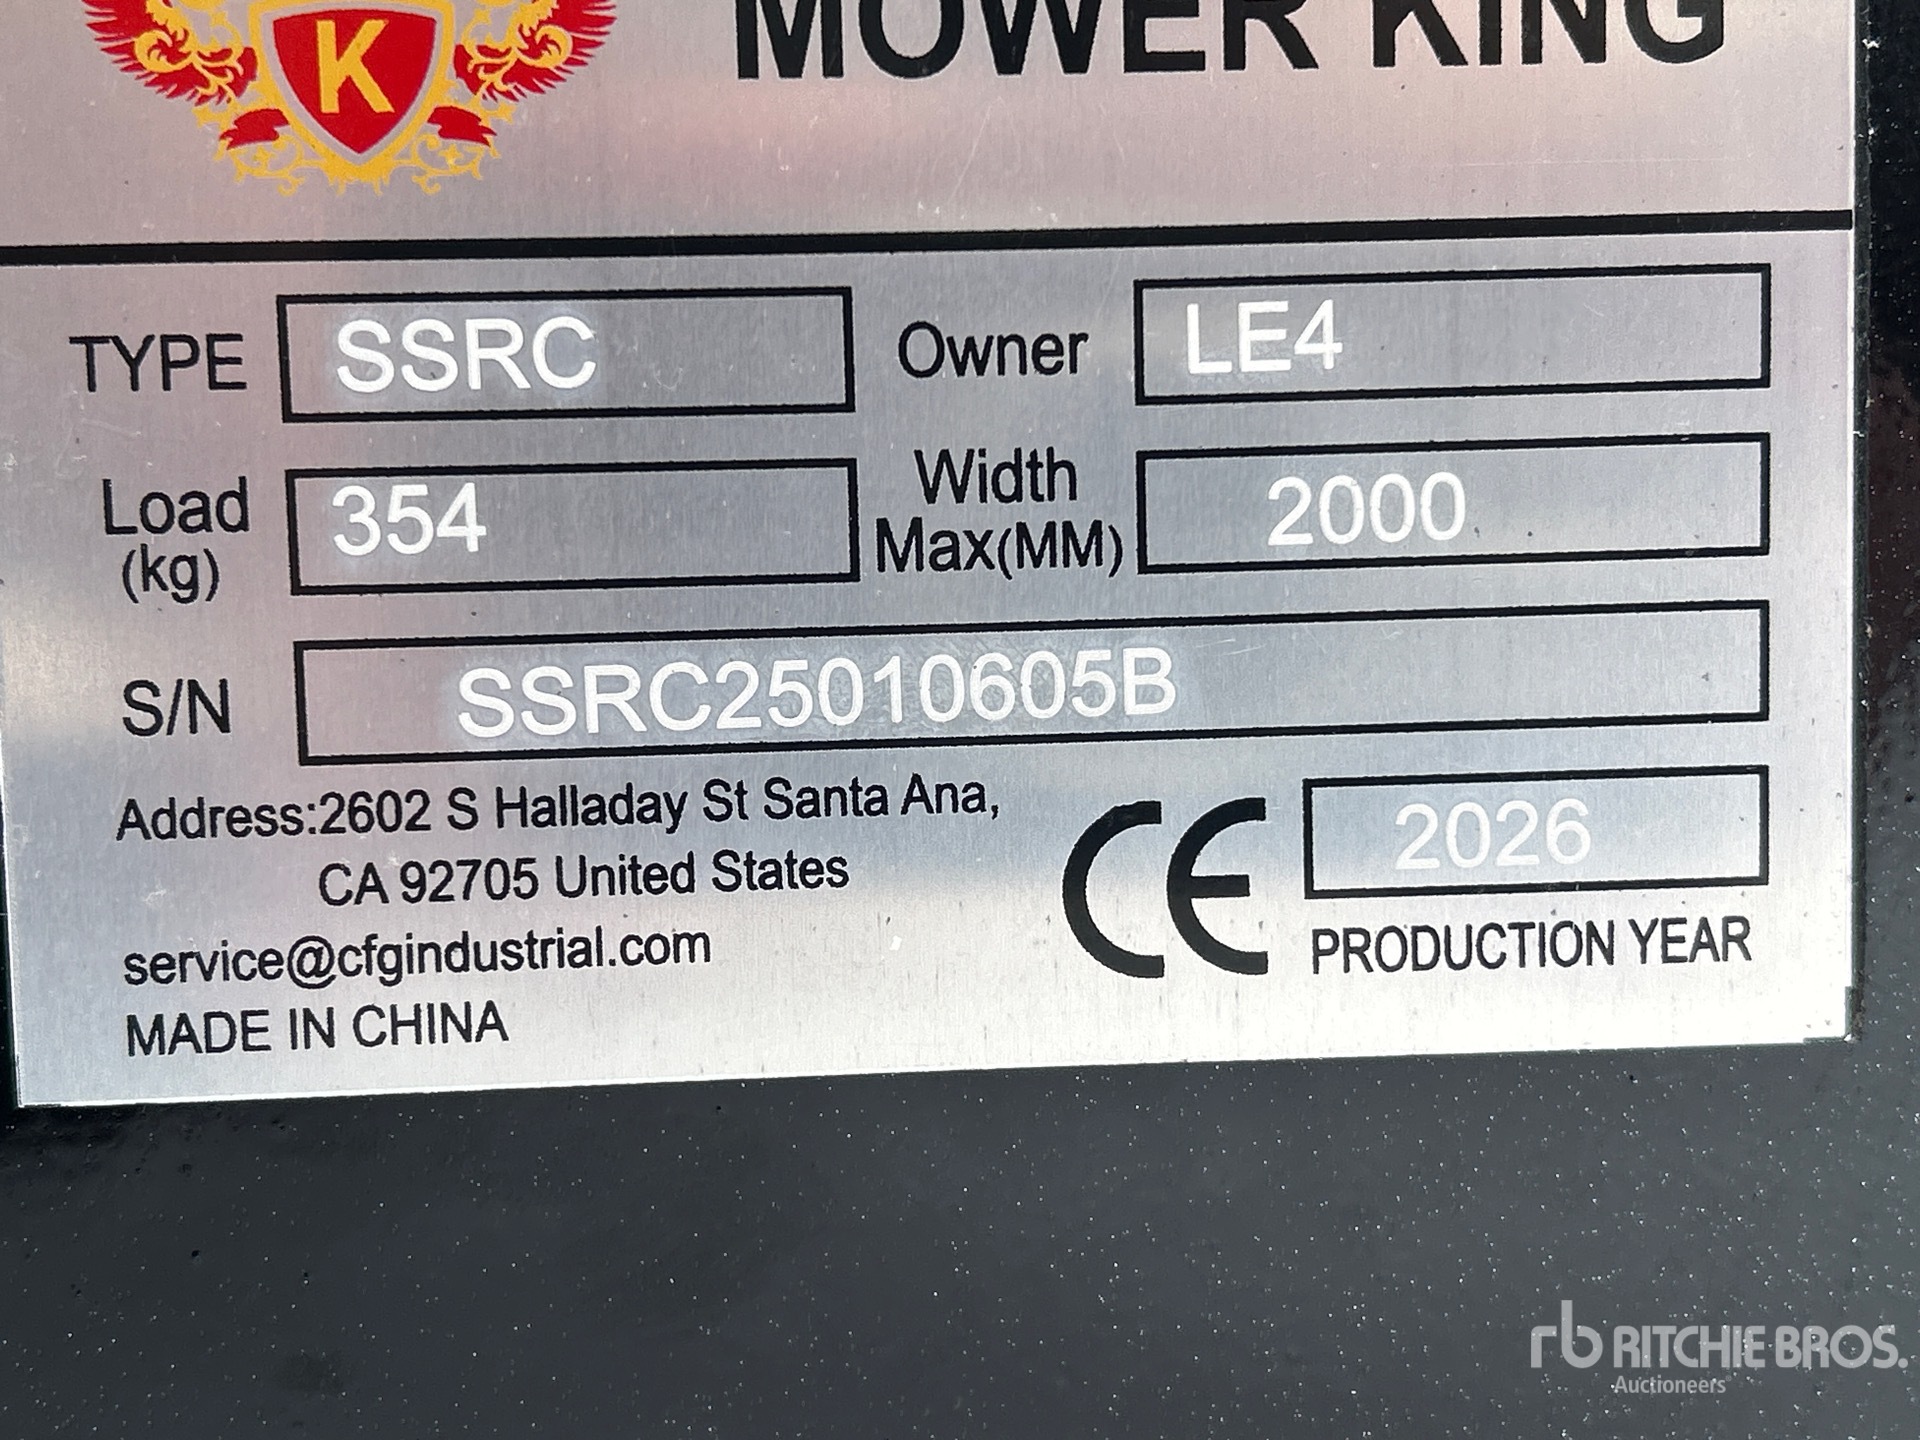 K
MOWER KING
TYPE SSRC Owner LE4
Load (kg) 354 Width Max(MM) 2000
S/N SSRC25010605B
Address:2602 S Halladay St Santa Ana,
CA 92705 United States
service@cfgindustrial.com
MADE IN CHINA
CE 2026
PRODUCTION YEAR
rb RITCHIE BROS.
Auctioneers